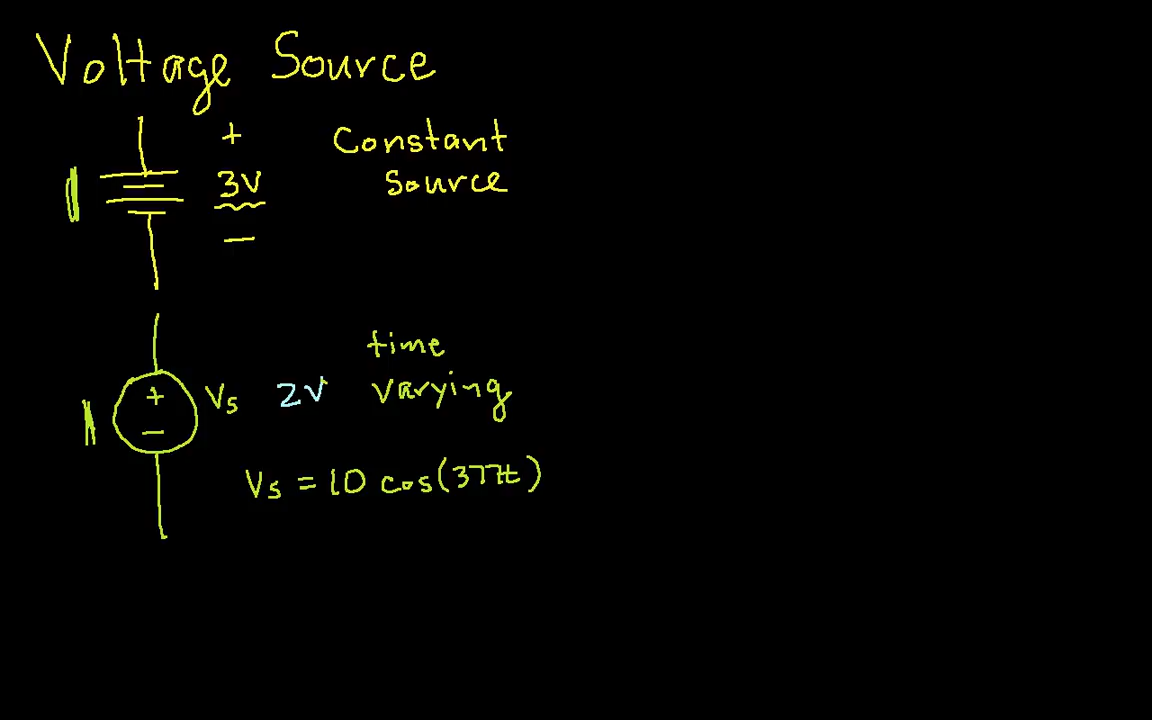 Voltage Source
+
3V
−
Constant
source
time
varying
+
−
Vs
2V
Vs = 10 cos(377t)